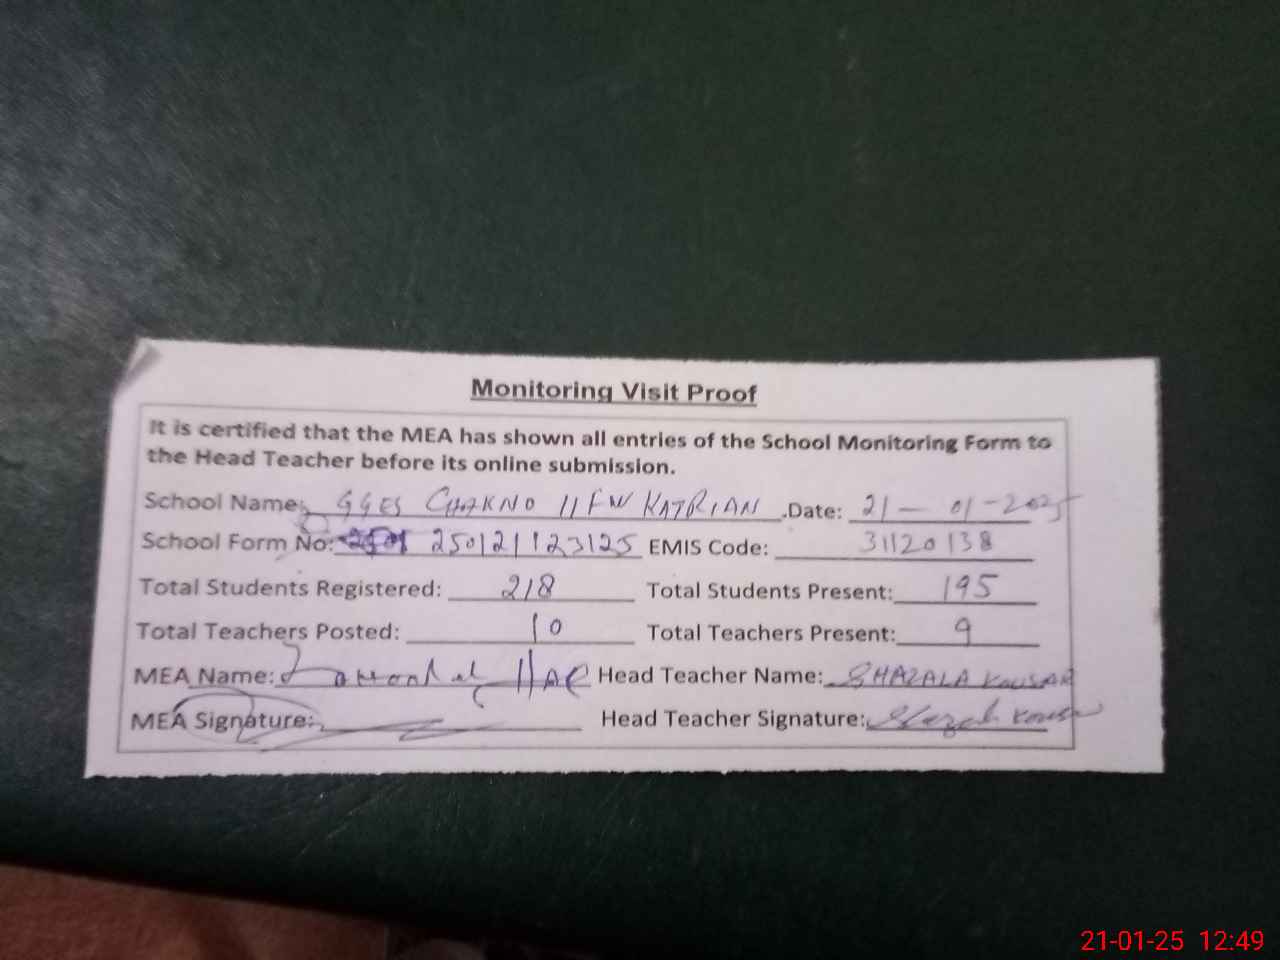 Monitoring Visit Proof
It is certified that the MEA has shown all entries of the School Monitoring Form to
the Head Teacher before its online submission.
School Name: GGES CHAKNO 11FW KATRIAN .Date: 21 - 01 - 2025
School Form No: 250121123125 EMIS Code: 31120138
Total Students Registered: 218 Total Students Present: 195
Total Teachers Posted: 10 Total Teachers Present: 9
MEA Name: HAQ Head Teacher Name: GHAZALA KOUSAR
MEA Signature: Head Teacher Signature:
21-01-25 12:49